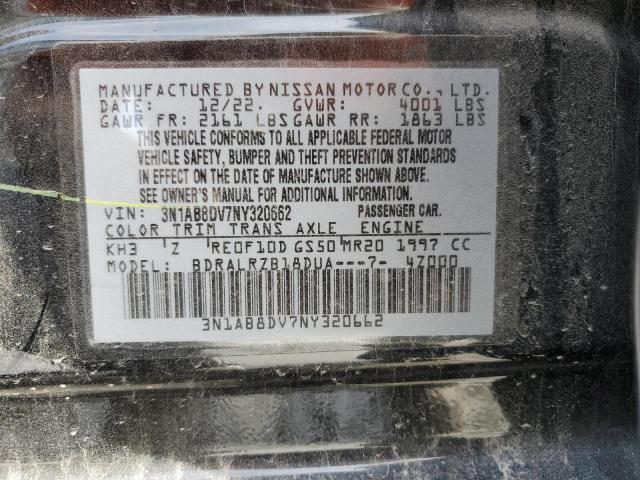 MANUFACTURED BY NISSAN MOTOR CO., LTD.
DATE: 12/22. GVWR: 4001 LBS
GAWR FR: 2161 LBS GAWR RR: 1863 LBS
THIS VEHICLE CONFORMS TO ALL APPLICABLE FEDERAL MOTOR
VEHICLE SAFETY, BUMPER AND THEFT PREVENTION STANDARDS
IN EFFECT ON THE DATE OF MANUFACTURE SHOWN ABOVE.
SEE OWNER'S MANUAL FOR ADDITIONAL INFORMATION.
VIN: 3N1AB8DV7NY320662 PASSENGER CAR.
COLOR TRIM TRANS AXLE ENGINE
KH3 Z RE0F10D GS50 MR20 1997 CC
MODEL: BDRALRZB18DUA---7- 4Z000
3N1AB8DV7NY320662